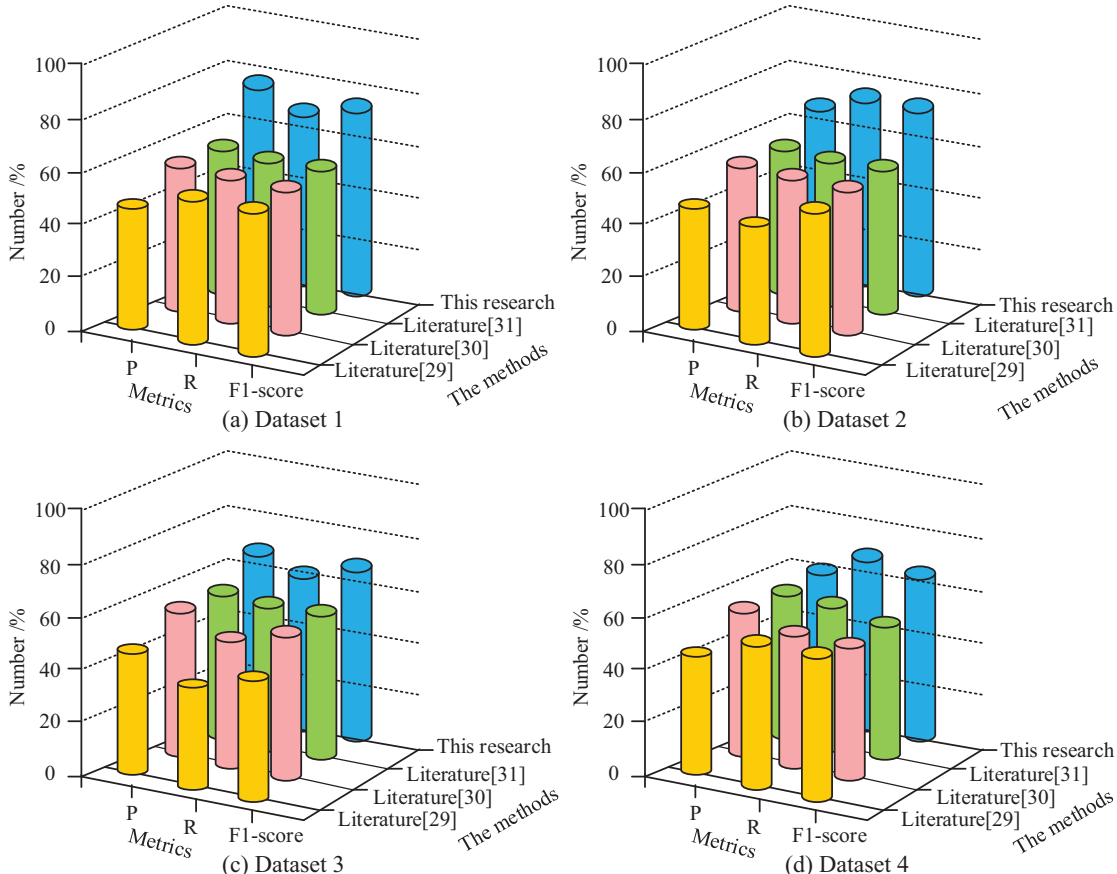 100
80
60
40
20
0
Number /%
P
R
F1-score
Metrics
This research
Literature[31]
Literature[30]
Literature[29]
The methods
(a) Dataset 1
100
80
60
40
20
0
Number /%
P
R
F1-score
Metrics
This research
Literature[31]
Literature[30]
Literature[29]
The methods
(b) Dataset 2
100
80
60
40
20
0
Number /%
P
R
F1-score
Metrics
This research
Literature[31]
Literature[30]
Literature[29]
The methods
(c) Dataset 3
100
80
60
40
20
0
Number /%
P
R
F1-score
Metrics
This research
Literature[31]
Literature[30]
Literature[29]
The methods
(d) Dataset 4